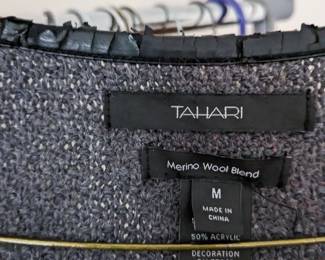 TAHARI
Merino Wool Blend
M
MADE IN
CHINA
50% ACRYLIC
DECORATION